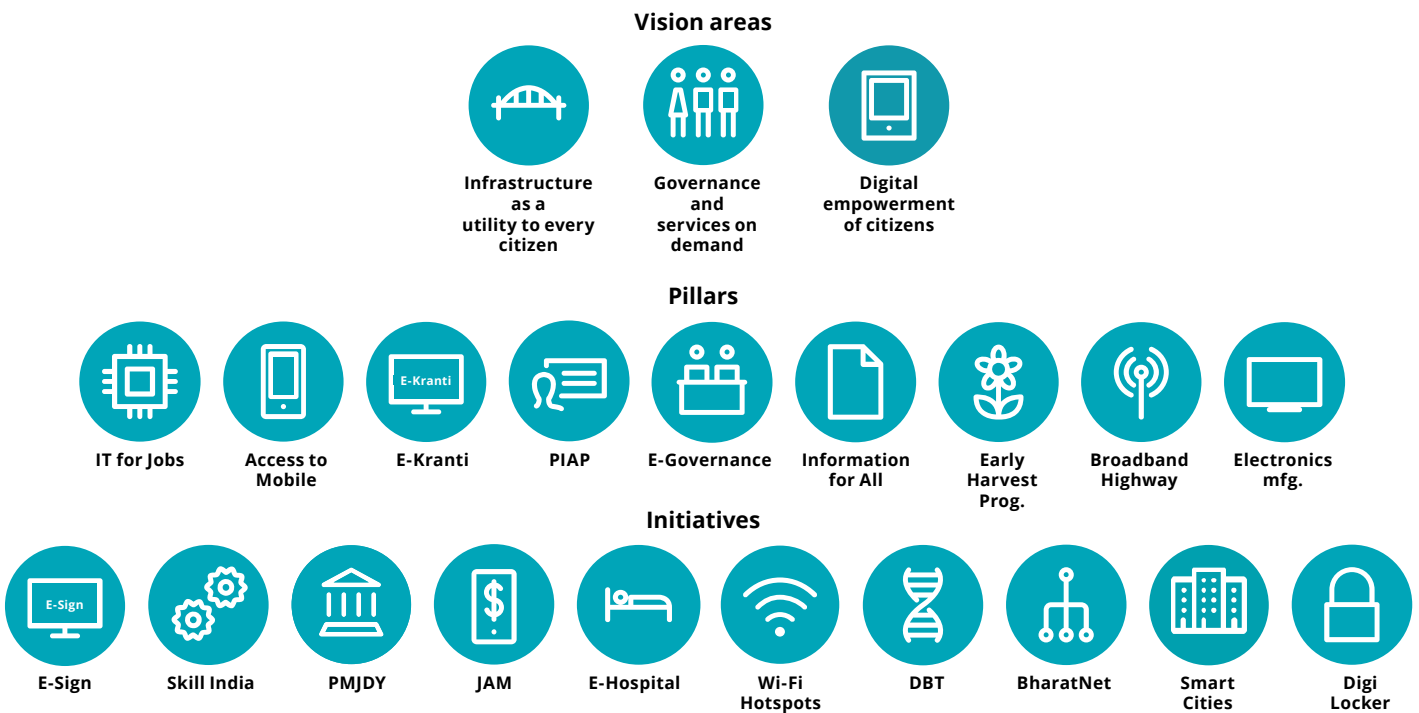 Vision areas
Infrastructure
as a
utility to every
citizen
Governance
and
services on
demand
Digital
empowerment
of citizens
Pillars
E-Kranti
IT for Jobs
Access to
Mobile
E-Kranti
PIAP
E-Governance
Information
for All
Early
Harvest
Prog.
Broadband
Highway
Electronics
mfg.
Initiatives
E-Sign
$
E-Sign
Skill India
PMJDY
JAM
E-Hospital
Wi-Fi
Hotspots
DBT
BharatNet
Smart
Cities
Digi
Locker